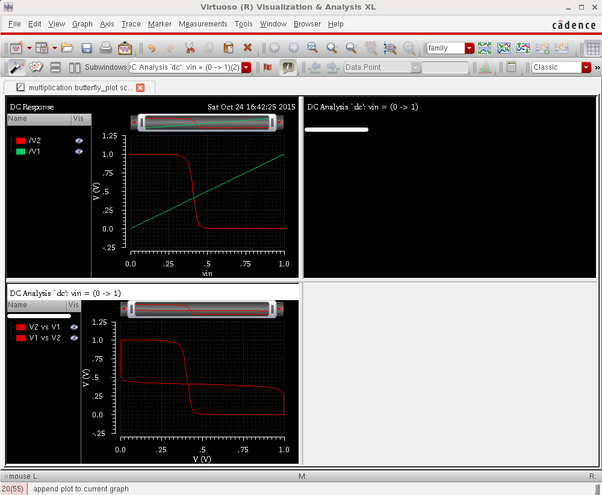 Virtuoso (R) Visualization & Analysis XL
File Edit View Graph Axis Trace Marker Measurements Tools Window Browser Help
cādence
family
Subwindows: DC Analysis `dc': vin = (0 -> 1)(2)
Data Point
Classic
multiplication butterfly_plot sc...
DC Response
Sat Oct 24 16:42:25 2015
Name Vis
/V2
/V1
V (V)
1.25
1.0
.75
.5
.25
0.0
-.25
0.0 .25 .5 .75 1.0
vin
DC Analysis `dc': vin = (0 -> 1)
DC Analysis `dc': vin = (0 -> 1)
Name Vis
V2 vs V1
V1 vs V2
V (V)
1.25
1.0
.75
.5
.25
0.0
-.25
0.0 .25 .5 .75 1.0
V (V)
mouse L: M: R:
20(55) append plot to current graph